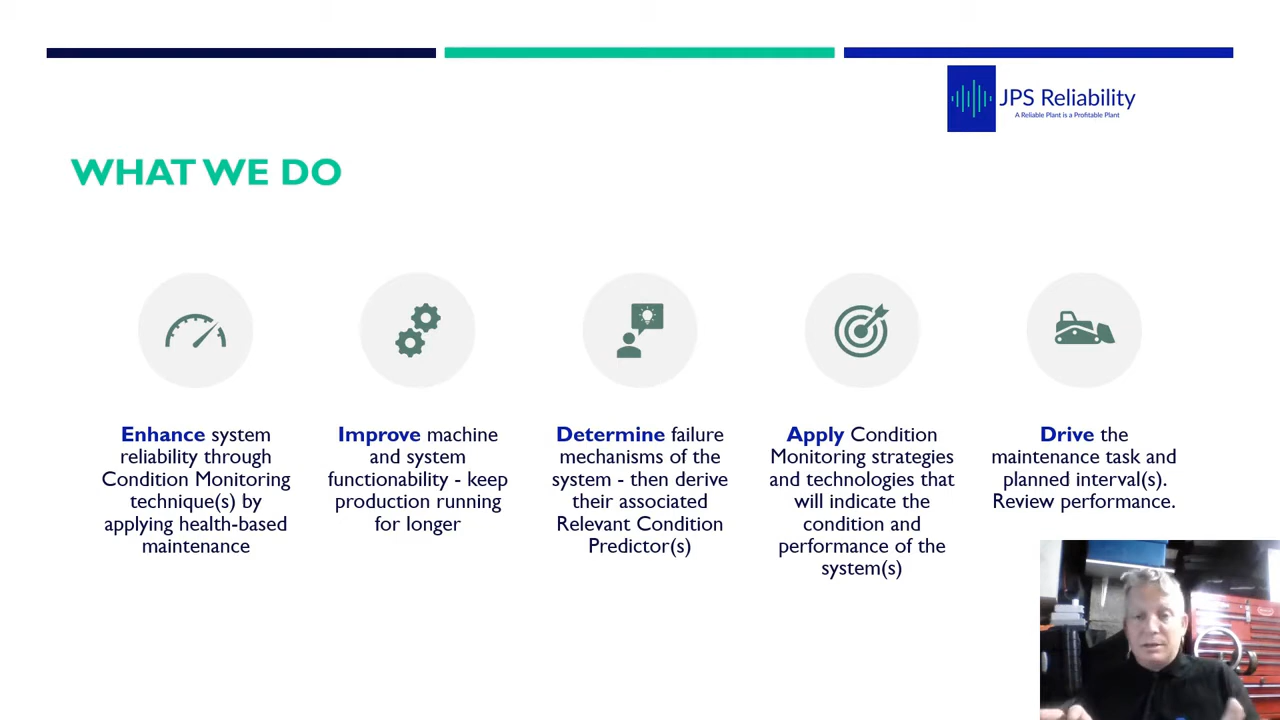 JPS Reliability
A Reliable Plant is a Profitable Plant
WHAT WE DO
Enhance system
reliability through
Condition Monitoring
technique(s) by
applying health-based
maintenance
Improve machine
and system
functionability - keep
production running
for longer
Determine failure
mechanisms of the
system - then derive
their associated
Relevant Condition
Predictor(s)
Apply Condition
Monitoring strategies
and technologies that
will indicate the
condition and
performance of the
system(s)
Drive the
maintenance task and
planned interval(s).
Review performance.